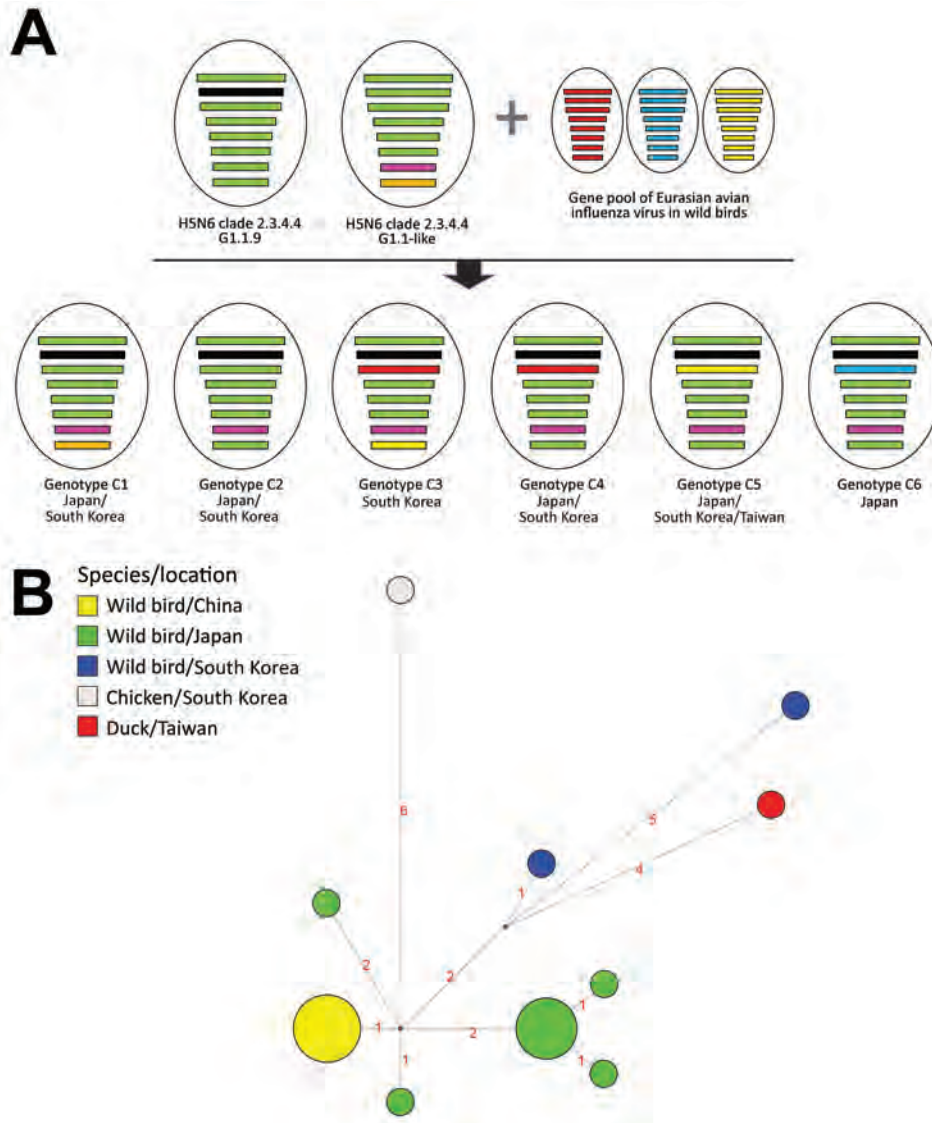 A
H5N6 clade 2.3.4.4
G1.1.9
H5N6 clade 2.3.4.4
G1.1-like
+
Gene pool of Eurasian avian
influenza virus in wild birds
Genotype C1
Japan/
South Korea
Genotype C2
Japan/
South Korea
Genotype C3
South Korea
Genotype C4
Japan/
South Korea
Genotype C5
Japan/
South Korea/Taiwan
Genotype C6
Japan
B
Species/location
Wild bird/China
Wild bird/Japan
Wild bird/South Korea
Chicken/South Korea
Duck/Taiwan
6
5
4
1
2
2
1
2
1
1
1